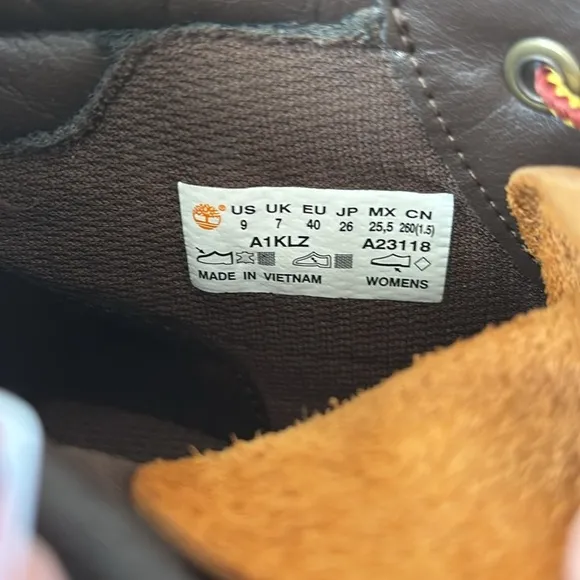 US UK EU JP MX CN
9 7 40 26 25,5 260(1.5)
A1KLZ A23118
MADE IN VIETNAM WOMENS